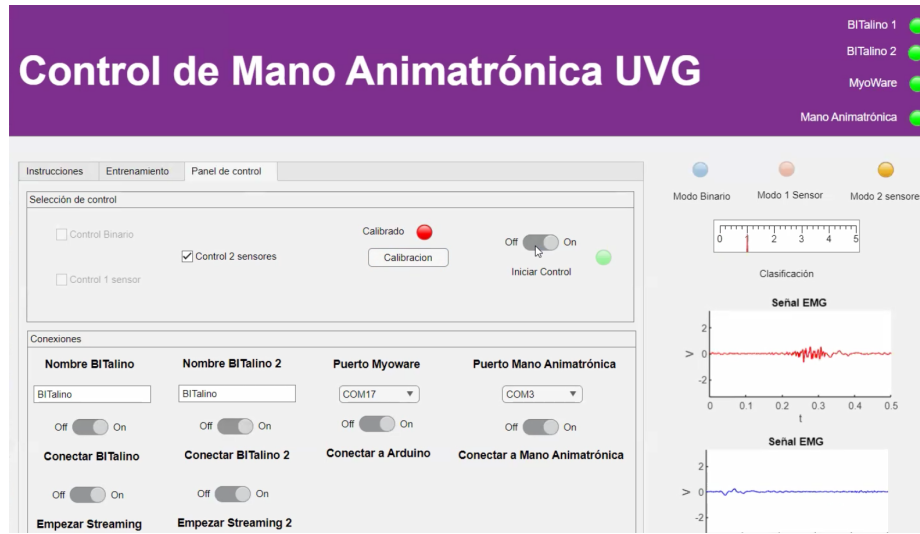 BITalino 1
BITalino 2
MyoWare
Mano Animatrónica
Control de Mano Animatrónica UVG
Instrucciones Entrenamiento Panel de control
Selección de control
Control Binario
Control 2 sensores
Control 1 sensor
Calibrado
Calibracion
Off On
Iniciar Control
Conexiones
Nombre BITalino Nombre BITalino 2 Puerto Myoware Puerto Mano Animatrónica
BITalino BITalino COM17 COM3
Off On Off On Off On Off On
Conectar BITalino Conectar BITalino 2 Conectar a Arduino Conectar a Mano Animatrónica
Off On Off On
Empezar Streaming Empezar Streaming 2
Modo Binario Modo 1 Sensor Modo 2 sensore
0 1 2 3 4 5
Clasificación
Señal EMG
2
V 0
-2
0 0.1 0.2 0.3 0.4 0.5
t
Señal EMG
2
V 0
-2